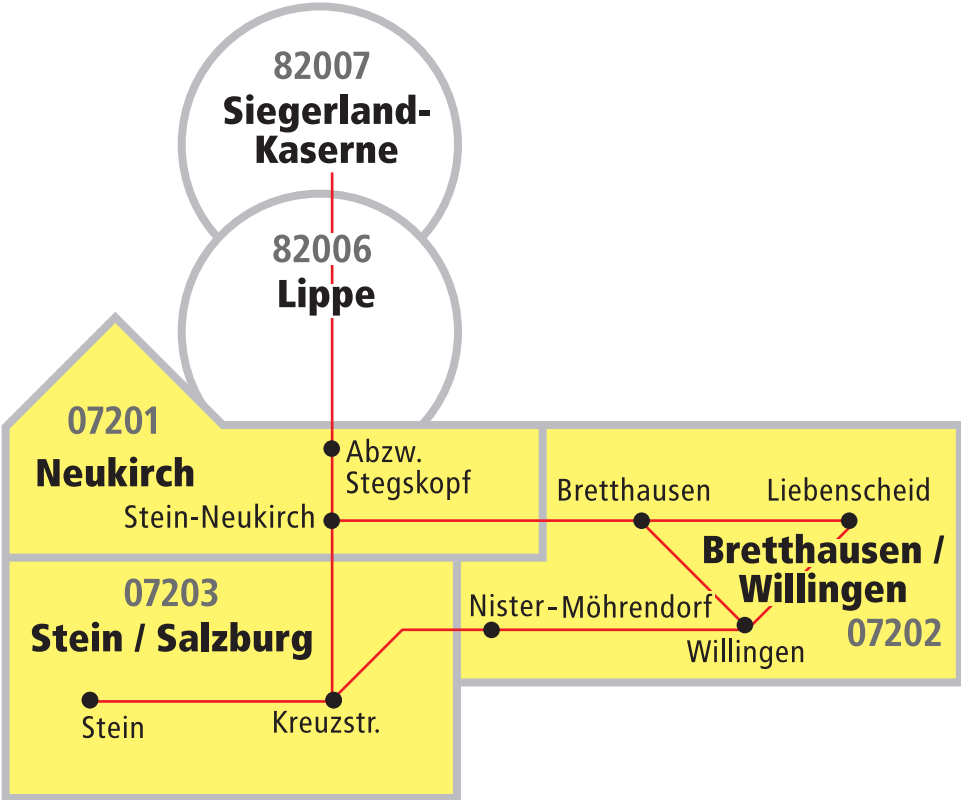 82007
Siegerland-
Kaserne
82006
Lippe
07201
Neukirch
Abzw.
Stegskopf
Stein-Neukirch
Bretthausen
Liebenscheid
Bretthausen /
Willingen
07202
Nister-Möhrendorf
Willingen
07203
Stein / Salzburg
Stein
Kreuzstr.